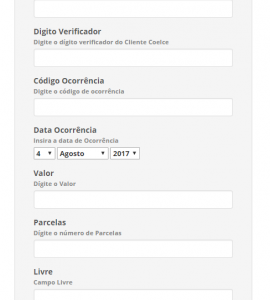 Digito Verificador
Digite o dígito verificador do Cliente Coelce
Código Ocorrência
Digite o código de ocorrência
Data Ocorrência
Insira a data de Ocorrência
4 Agosto 2017
Valor
Digite o Valor
Parcelas
Digite o número de Parcelas
Livre
Campo Livre